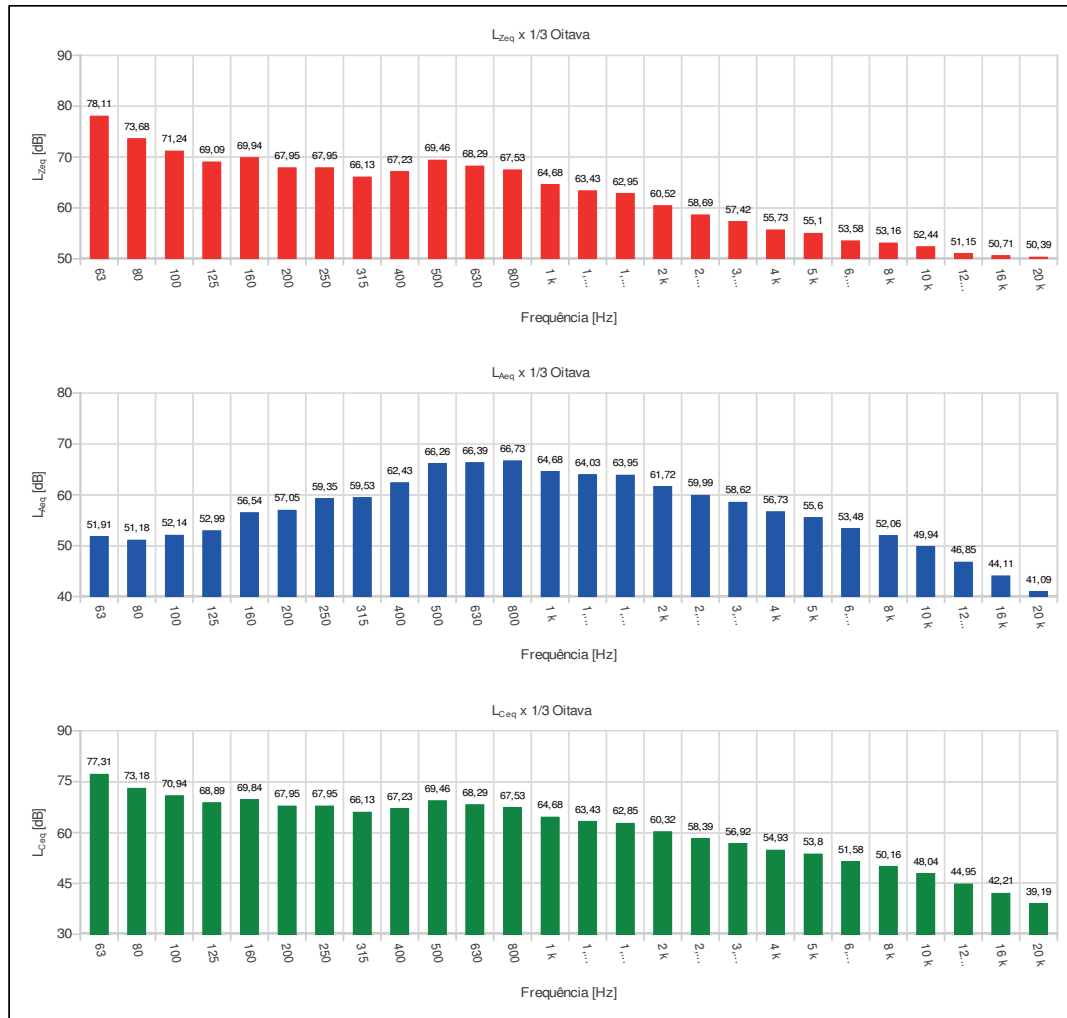 LZeq x 1/3 Oitava
LZeq [dB]
90
80
70
60
50
78,11 73,68 71,24 69,09 69,94 67,95 67,95 66,13 67,23 69,46 68,29 67,53 64,68 63,43 62,95 60,52 58,69 57,42 55,73 55,1 53,58 53,16 52,44 51,15 50,71 50,39
63 80 100 125 160 200 250 315 400 500 630 800 1 k 1,... 1,... 2 k 2,... 3,... 4 k 5 k 6,... 8 k 10 k 12... 16 k 20 k
Frequência [Hz]
LAeq x 1/3 Oitava
LAeq [dB]
80
70
60
50
40
51,91 51,18 52,14 52,99 56,54 57,05 59,35 59,53 62,43 66,26 66,39 66,73 64,68 64,03 63,95 61,72 59,99 58,62 56,73 55,6 53,48 52,06 49,94 46,85 44,11 41,09
63 80 100 125 160 200 250 315 400 500 630 800 1 k 1,... 1,... 2 k 2,... 3,... 4 k 5 k 6,... 8 k 10 k 12... 16 k 20 k
Frequência [Hz]
LCeq x 1/3 Oitava
LCeq [dB]
90
75
60
45
30
77,31 73,18 70,94 68,89 69,84 67,95 67,95 66,13 67,23 69,46 68,29 67,53 64,68 63,43 62,85 60,32 58,39 56,92 54,93 53,8 51,58 50,16 48,04 44,95 42,21 39,19
63 80 100 125 160 200 250 315 400 500 630 800 1 k 1,... 1,... 2 k 2,... 3,... 4 k 5 k 6,... 8 k 10 k 12... 16 k 20 k
Frequência [Hz]